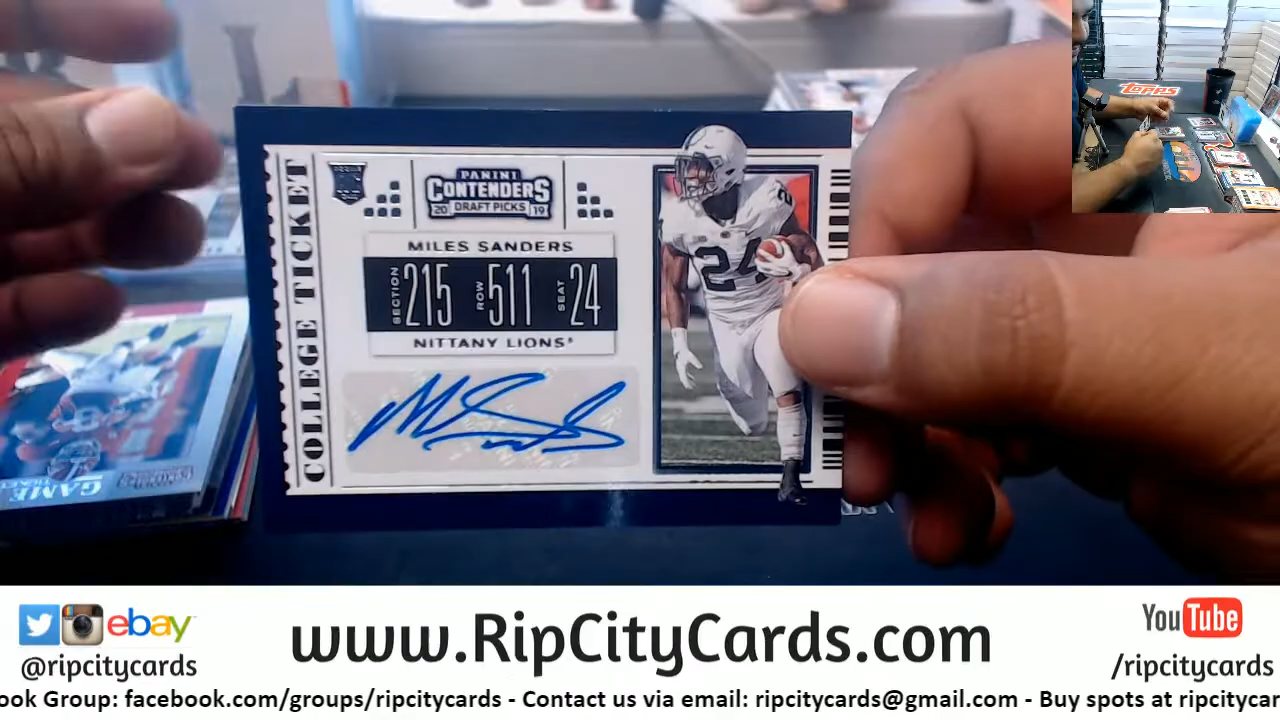 Topps
COLLEGE TICKET
PANINI
CONTENDERS
20 DRAFT PICKS 19
MILES SANDERS
SECTION 215 ROW 511 SEAT 24
NITTANY LIONS
24
GAME
ebay
@ripcitycards
www.RipCityCards.com
YouTube
/ripcitycards
ook Group: facebook.com/groups/ripcitycards - Contact us via email: ripcitycards@gmail.com - Buy spots at ripcitycar